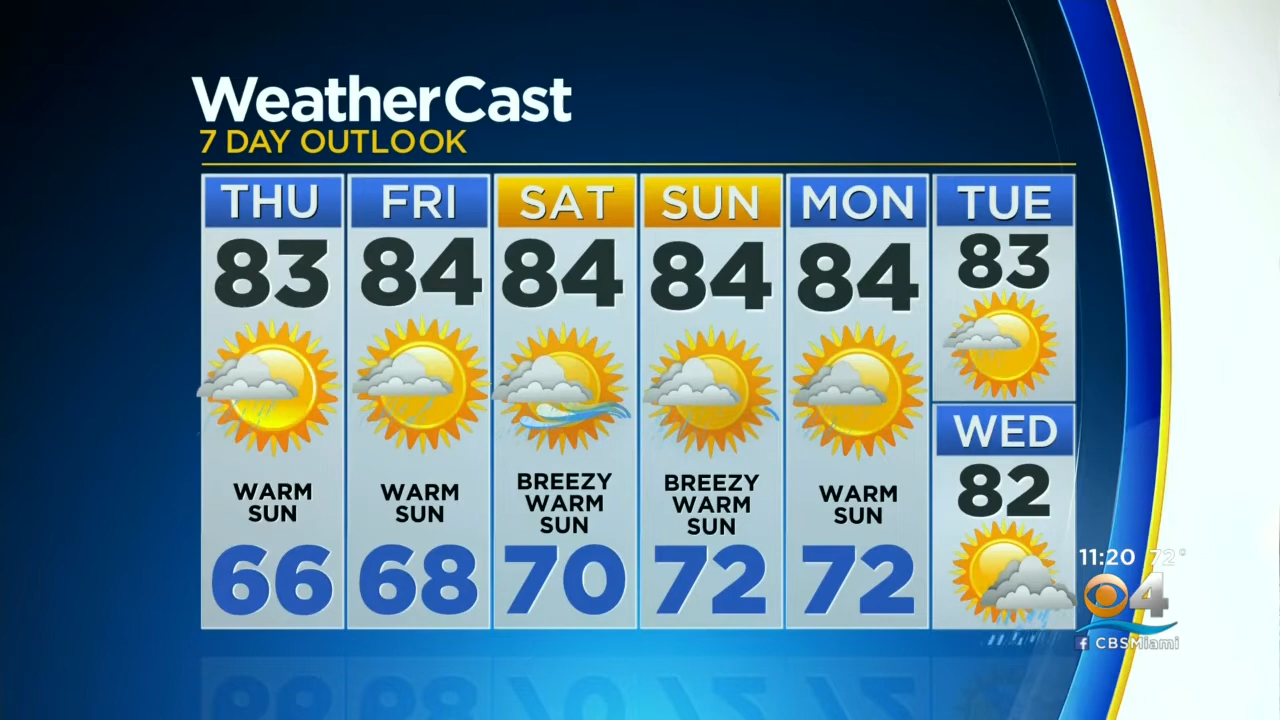 WeatherCast
7 DAY OUTLOOK
THU
83
WARM
SUN
66
FRI
84
WARM
SUN
68
SAT
84
BREEZY
WARM
SUN
70
SUN
84
BREEZY
WARM
SUN
72
MON
84
WARM
SUN
72
TUE
83
WED
82
11:20 72°
4
f CBSMiami